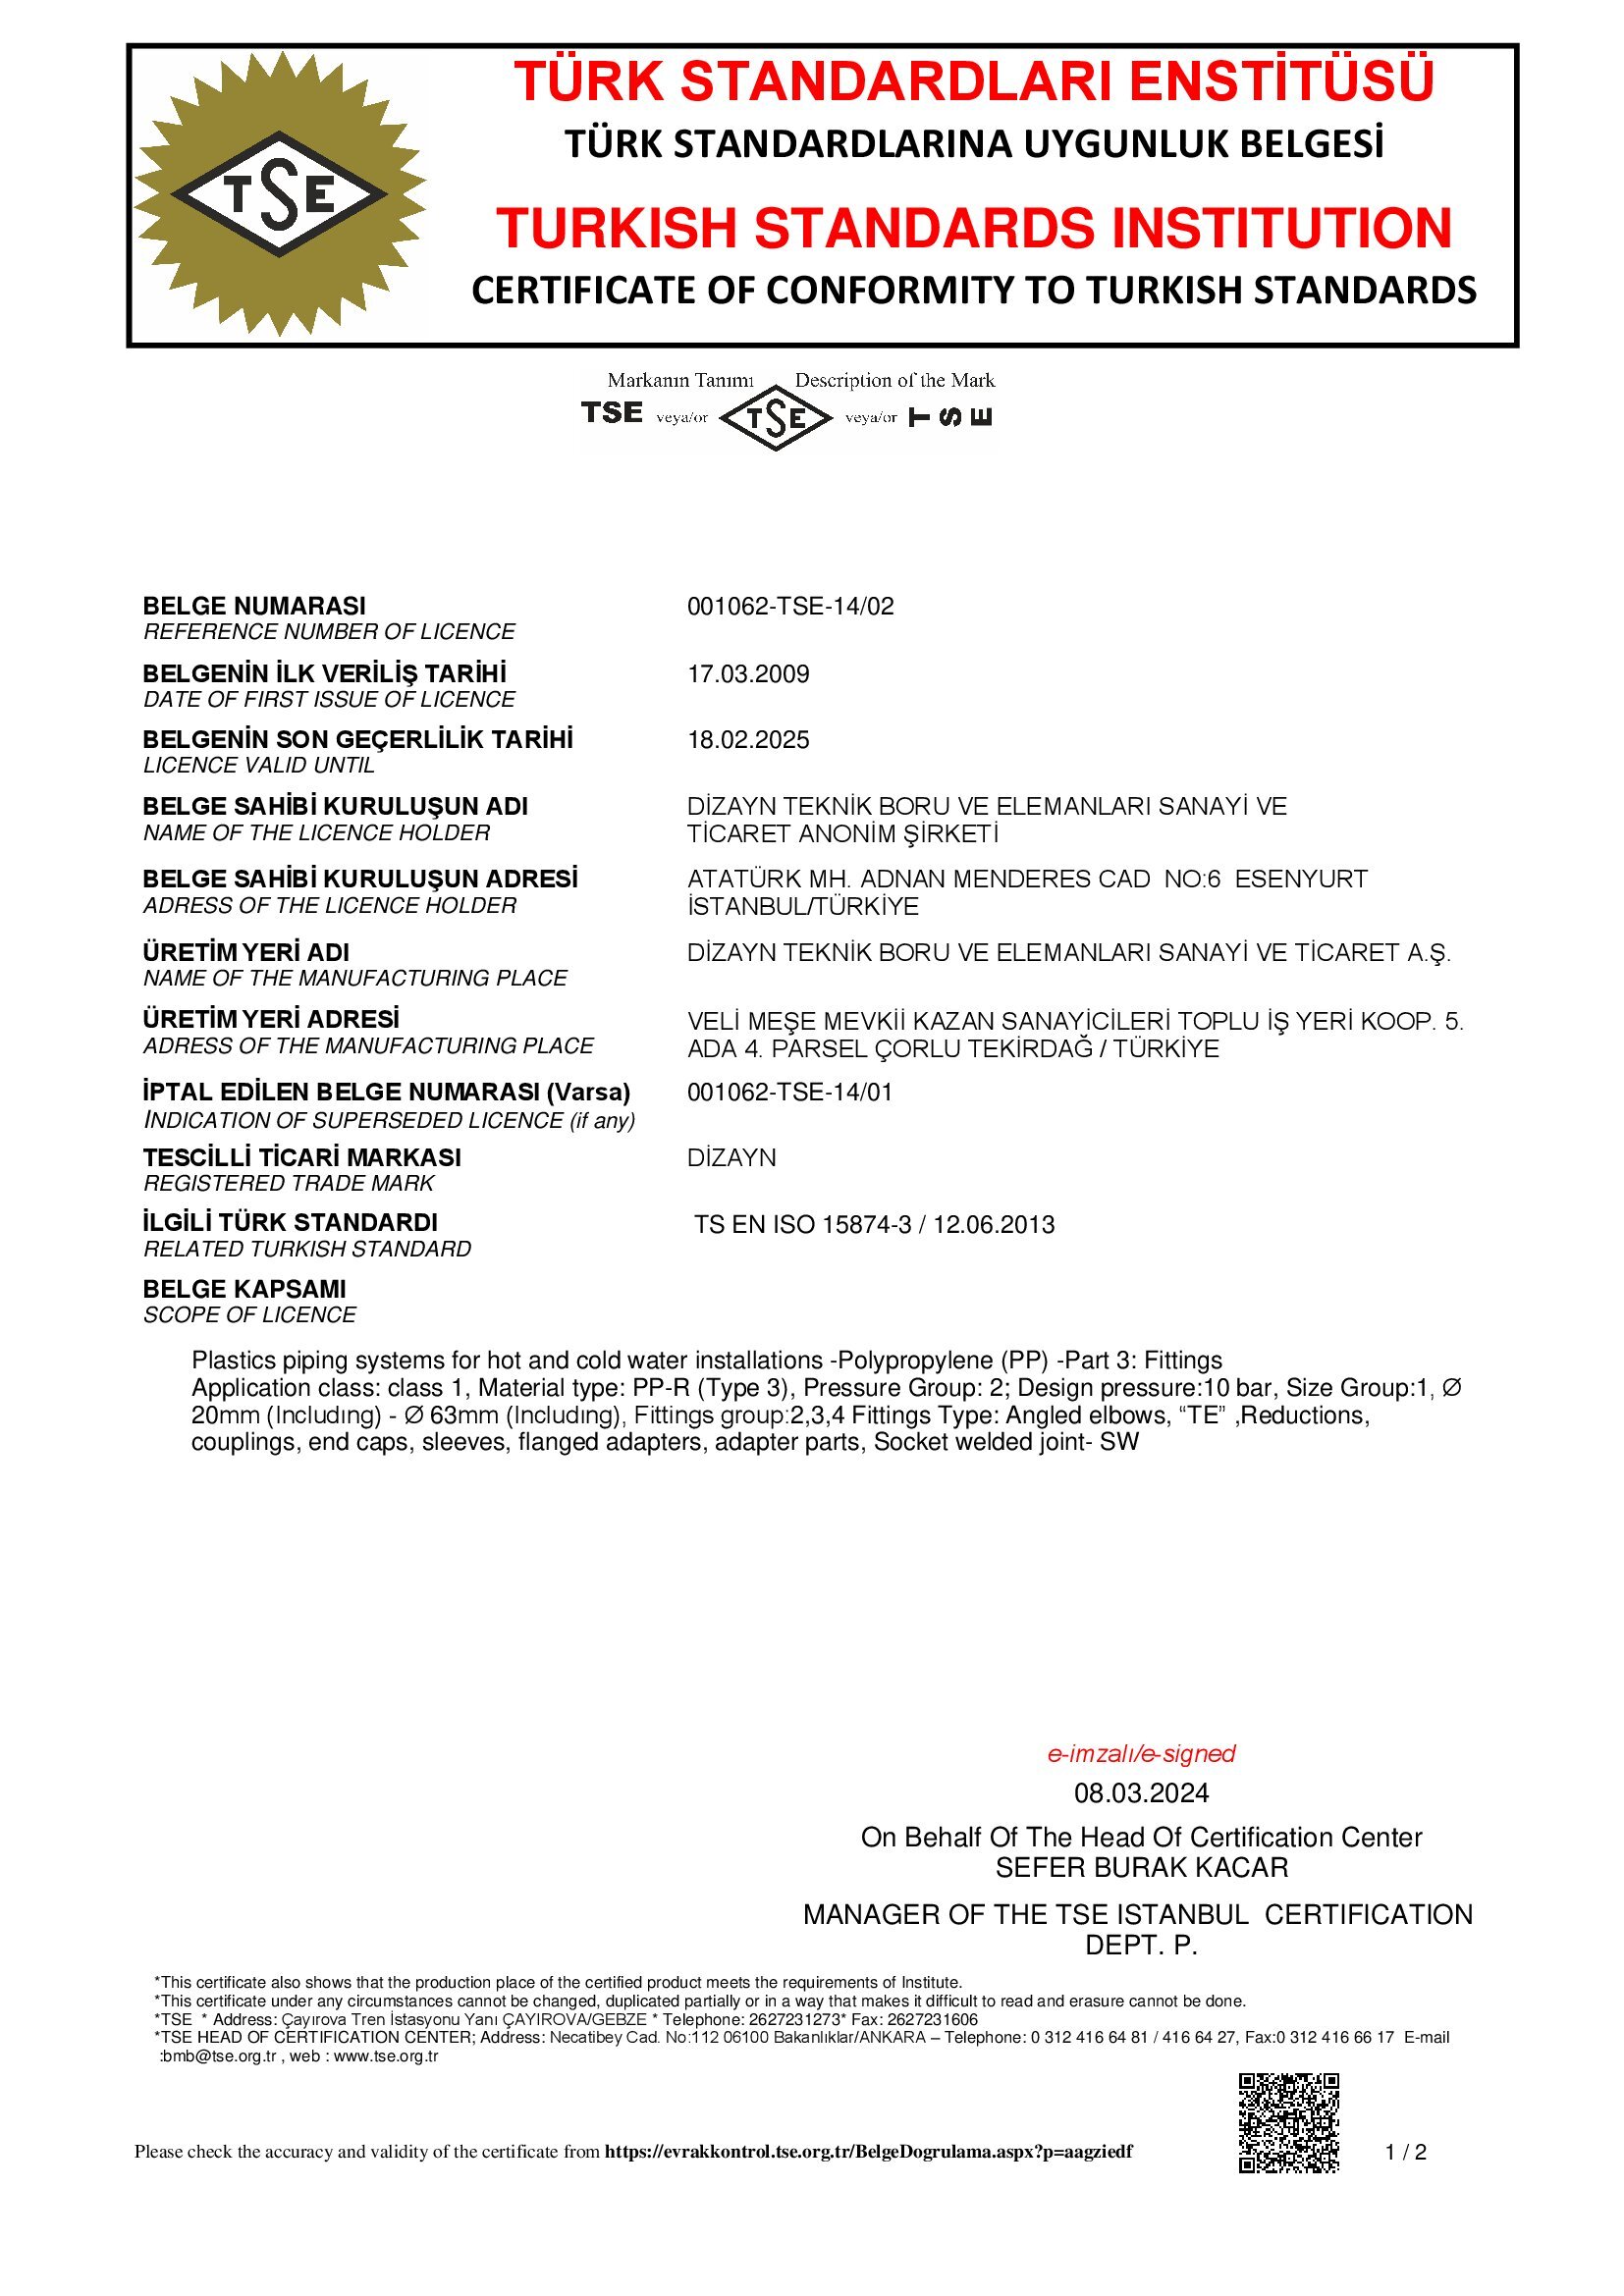 TSE
TÜRK STANDARDLARI ENSTİTÜSÜ
TÜRK STANDARDLARINA UYGUNLUK BELGESİ
TURKISH STANDARDS INSTITUTION
CERTIFICATE OF CONFORMITY TO TURKISH STANDARDS
Markanın Tanımı Description of the Mark
TSE veya/or TSE veya/or TSE
BELGE NUMARASI 001062-TSE-14/02
REFERENCE NUMBER OF LICENCE
BELGENİN İLK VERİLİŞ TARİHİ 17.03.2009
DATE OF FIRST ISSUE OF LICENCE
BELGENİN SON GEÇERLİLİK TARİHİ 18.02.2025
LICENCE VALID UNTIL
BELGE SAHİBİ KURULUŞUN ADI DİZAYN TEKNİK BORU VE ELEMANLARI SANAYİ VE
NAME OF THE LICENCE HOLDER TİCARET ANONİM ŞİRKETİ
BELGE SAHİBİ KURULUŞUN ADRESİ ATATÜRK MH. ADNAN MENDERES CAD NO:6 ESENYURT
ADRESS OF THE LICENCE HOLDER İSTANBUL/TÜRKİYE
ÜRETİM YERİ ADI DİZAYN TEKNİK BORU VE ELEMANLARI SANAYİ VE TİCARET A.Ş.
NAME OF THE MANUFACTURING PLACE
ÜRETİM YERİ ADRESİ VELİ MEŞE MEVKİİ KAZAN SANAYİCİLERİ TOPLU İŞ YERİ KOOP. 5.
ADRESS OF THE MANUFACTURING PLACE ADA 4. PARSEL ÇORLU TEKİRDAĞ / TÜRKİYE
İPTAL EDİLEN BELGE NUMARASI (Varsa) 001062-TSE-14/01
INDICATION OF SUPERSEDED LICENCE (if any)
TESCİLLİ TİCARİ MARKASI DİZAYN
REGISTERED TRADE MARK
İLGİLİ TÜRK STANDARDI TS EN ISO 15874-3 / 12.06.2013
RELATED TURKISH STANDARD
BELGE KAPSAMI
SCOPE OF LICENCE
Plastics piping systems for hot and cold water installations -Polypropylene (PP) -Part 3: Fittings
Application class: class 1, Material type: PP-R (Type 3), Pressure Group: 2; Design pressure:10 bar, Size Group:1, Ø
20mm (Includıng) - Ø 63mm (Includıng), Fittings group:2,3,4 Fittings Type: Angled elbows, “TE” ,Reductions,
couplings, end caps, sleeves, flanged adapters, adapter parts, Socket welded joint- SW
e-imzalı/e-signed
08.03.2024
On Behalf Of The Head Of Certification Center
SEFER BURAK KACAR
MANAGER OF THE TSE ISTANBUL CERTIFICATION
DEPT. P.
*This certificate also shows that the production place of the certified product meets the requirements of Institute.
*This certificate under any circumstances cannot be changed, duplicated partially or in a way that makes it difficult to read and erasure cannot be done.
*TSE * Address: Çayırova Tren İstasyonu Yanı ÇAYIROVA/GEBZE * Telephone: 2627231273* Fax: 2627231606
*TSE HEAD OF CERTIFICATION CENTER; Address: Necatibey Cad. No:112 06100 Bakanlıklar/ANKARA – Telephone: 0 312 416 64 81 / 416 64 27, Fax:0 312 416 66 17 E-mail
:bmb@tse.org.tr , web : www.tse.org.tr
Please check the accuracy and validity of the certificate from https://evrakkontrol.tse.org.tr/BelgeDogrulama.aspx?p=aagziedf 1 / 2